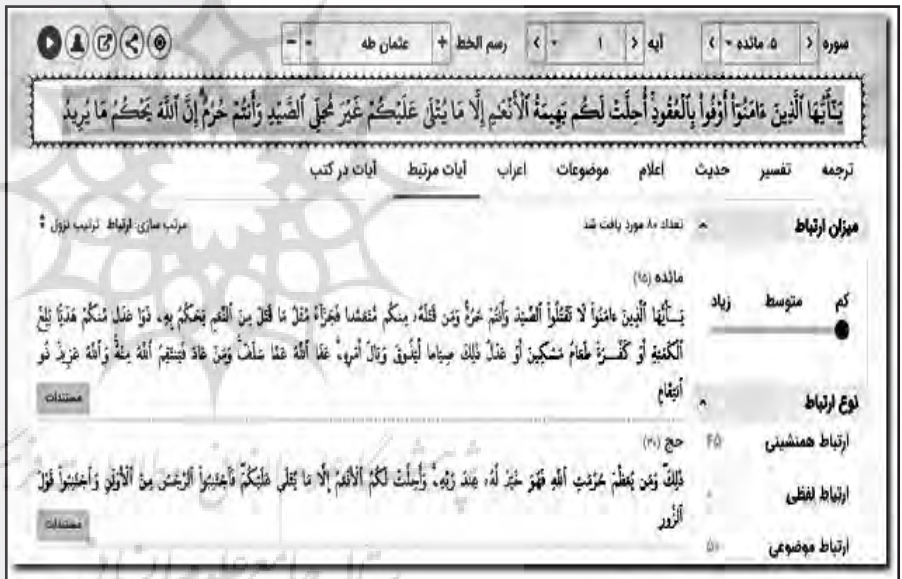 سوره ۵. مائده آیه ۱ رسم الخط عثمان طه
يَـٰٓأَيُّهَا ٱلَّذِينَ ءَامَنُوٓاْ أَوۡفُواْ بِٱلۡعُقُودِۚ أُحِلَّتۡ لَكُم بَهِيمَةُ ٱلۡأَنۡعَٰمِ إِلَّا مَا يُتۡلَىٰ عَلَيۡكُمۡ غَيۡرَ مُحِلِّي ٱلصَّيۡدِ وَأَنتُمۡ حُرُمٌۗ إِنَّ ٱللَّهَ يَحۡكُمُ مَا يُرِيدُ
ترجمه تفسیر حدیث اعلام موضوعات اعراب آیات مرتبط آیات در کتب
میزان ارتباط
تعداد ۸۰ مورد یافت شد
مرتب سازی: ارتباط ترتیب نزول
کم متوسط زیاد
مائده (۹۵)
يَـٰٓأَيُّهَا ٱلَّذِينَ ءَامَنُواْ لَا تَقۡتُلُواْ ٱلصَّيۡدَ وَأَنتُمۡ حُرُمٞۚ وَمَن قَتَلَهُۥ مِنكُم مُّتَعَمِّدٗا فَجَزَآءٞ مِّثۡلُ مَا قَتَلَ مِنَ ٱلنَّعَمِ يَحۡكُمُ بِهِۦ ذَوَا عَدۡلٖ مِّنكُمۡ هَدۡيَۢا بَٰلِغَ
ٱلۡكَعۡبَةِ أَوۡ كَفَّـٰرَةٞ طَعَامُ مَسَٰكِينَ أَوۡ عَدۡلُ ذَٰلِكَ صِيَامٗا لِّيَذُوقَ وَبَالَ أَمۡرِهِۦۗ عَفَا ٱللَّهُ عَمَّا سَلَفَۚ وَمَنۡ عَادَ فَيَنتَقِمُ ٱللَّهُ مِنۡهُۚ وَٱللَّهُ عَزِيزٞ ذُو
ٱنتِقَامٍ
مستندات
نوع ارتباط
ارتباط همنشینی ۴۵
ارتباط لفظی
ارتباط موضوعی
حج (۳۰)
ذَٰلِكَۖ وَمَن يُعَظِّمۡ حُرُمَٰتِ ٱللَّهِ فَهُوَ خَيۡرٞ لَّهُۥ عِندَ رَبِّهِۦۗ وَأُحِلَّتۡ لَكُمُ ٱلۡأَنۡعَٰمُ إِلَّا مَا يُتۡلَىٰ عَلَيۡكُمۡۖ فَٱجۡتَنِبُواْ ٱلرِّجۡسَ مِنَ ٱلۡأَوۡثَٰنِ وَٱجۡتَنِبُواْ قَوۡلَ
ٱلزُّورِ
مستندات